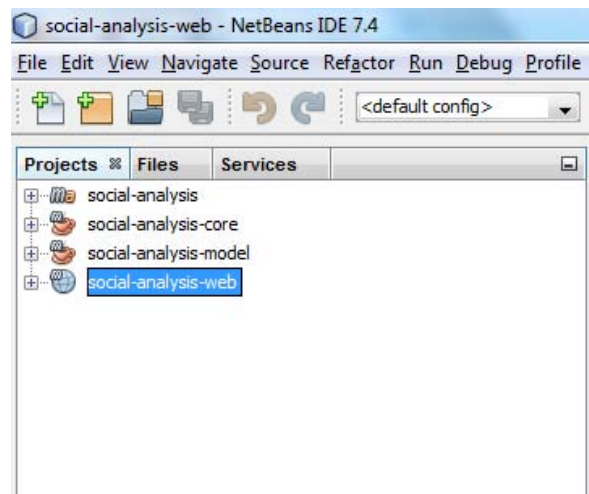 social-analysis-web - NetBeans IDE 7.4
File Edit View Navigate Source Refactor Run Debug Profile
<default config>
Projects Files Services
social-analysis
social-analysis-core
social-analysis-model
social-analysis-web